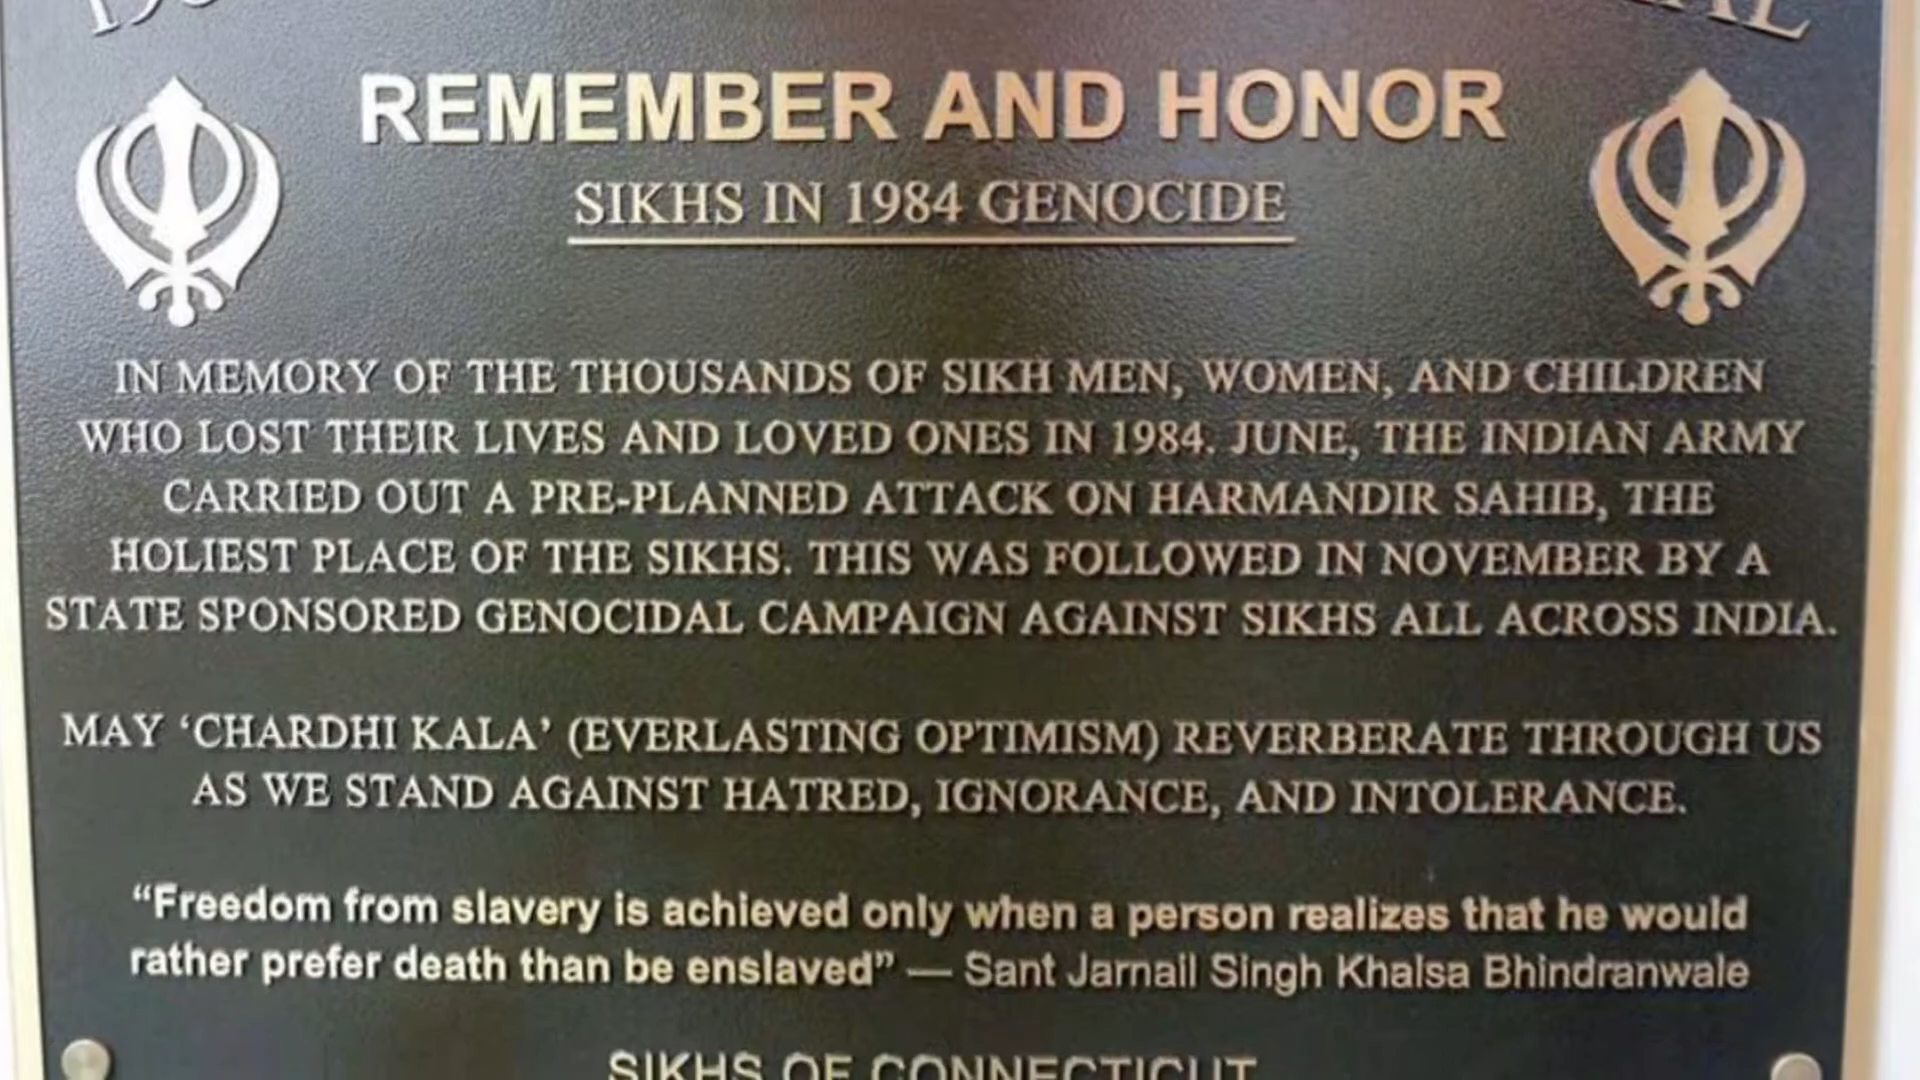 REMEMBER AND HONOR
SIKHS IN 1984 GENOCIDE
IN MEMORY OF THE THOUSANDS OF SIKH MEN, WOMEN, AND CHILDREN
WHO LOST THEIR LIVES AND LOVED ONES IN 1984. JUNE, THE INDIAN ARMY
CARRIED OUT A PRE-PLANNED ATTACK ON HARMANDIR SAHIB, THE
HOLIEST PLACE OF THE SIKHS. THIS WAS FOLLOWED IN NOVEMBER BY A
STATE SPONSORED GENOCIDAL CAMPAIGN AGAINST SIKHS ALL ACROSS INDIA.
MAY ‘CHARDHI KALA’ (EVERLASTING OPTIMISM) REVERBERATE THROUGH US
AS WE STAND AGAINST HATRED, IGNORANCE, AND INTOLERANCE.
“Freedom from slavery is achieved only when a person realizes that he would
rather prefer death than be enslaved” — Sant Jarnail Singh Khalsa Bhindranwale
SIKHS OF CONNECTICUT